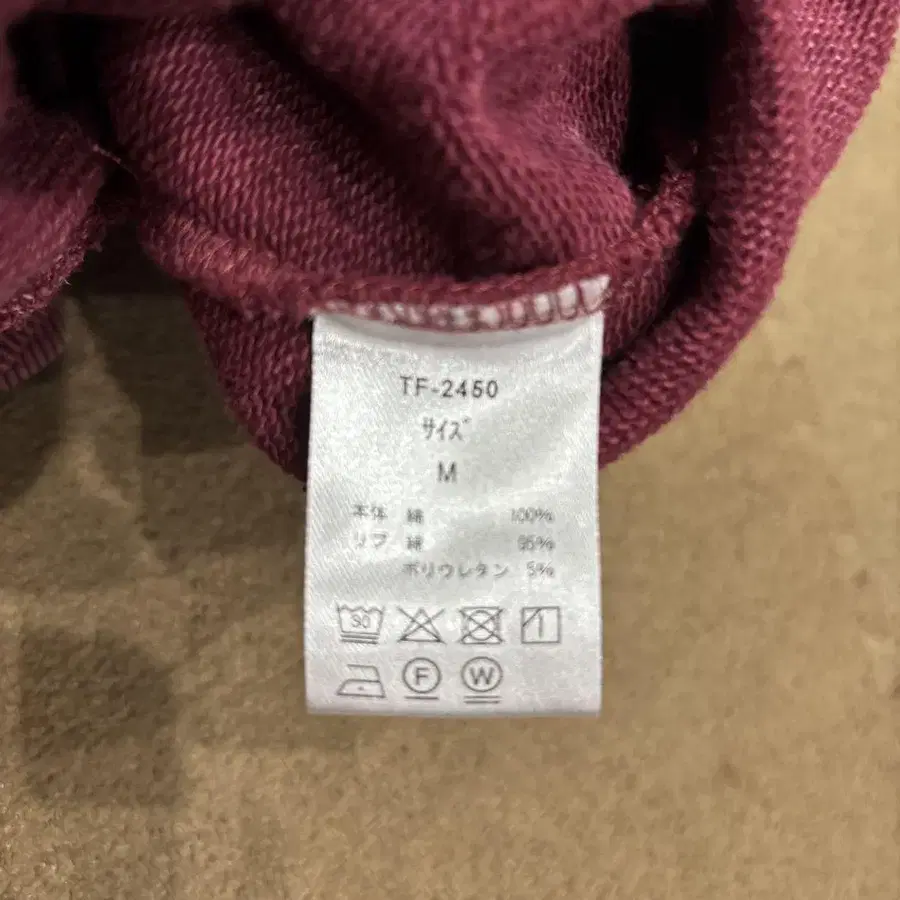 TF-2450
サイズ
M
本体 綿 100%
リブ 綿 95%
ポリウレタン 5%
30
F W